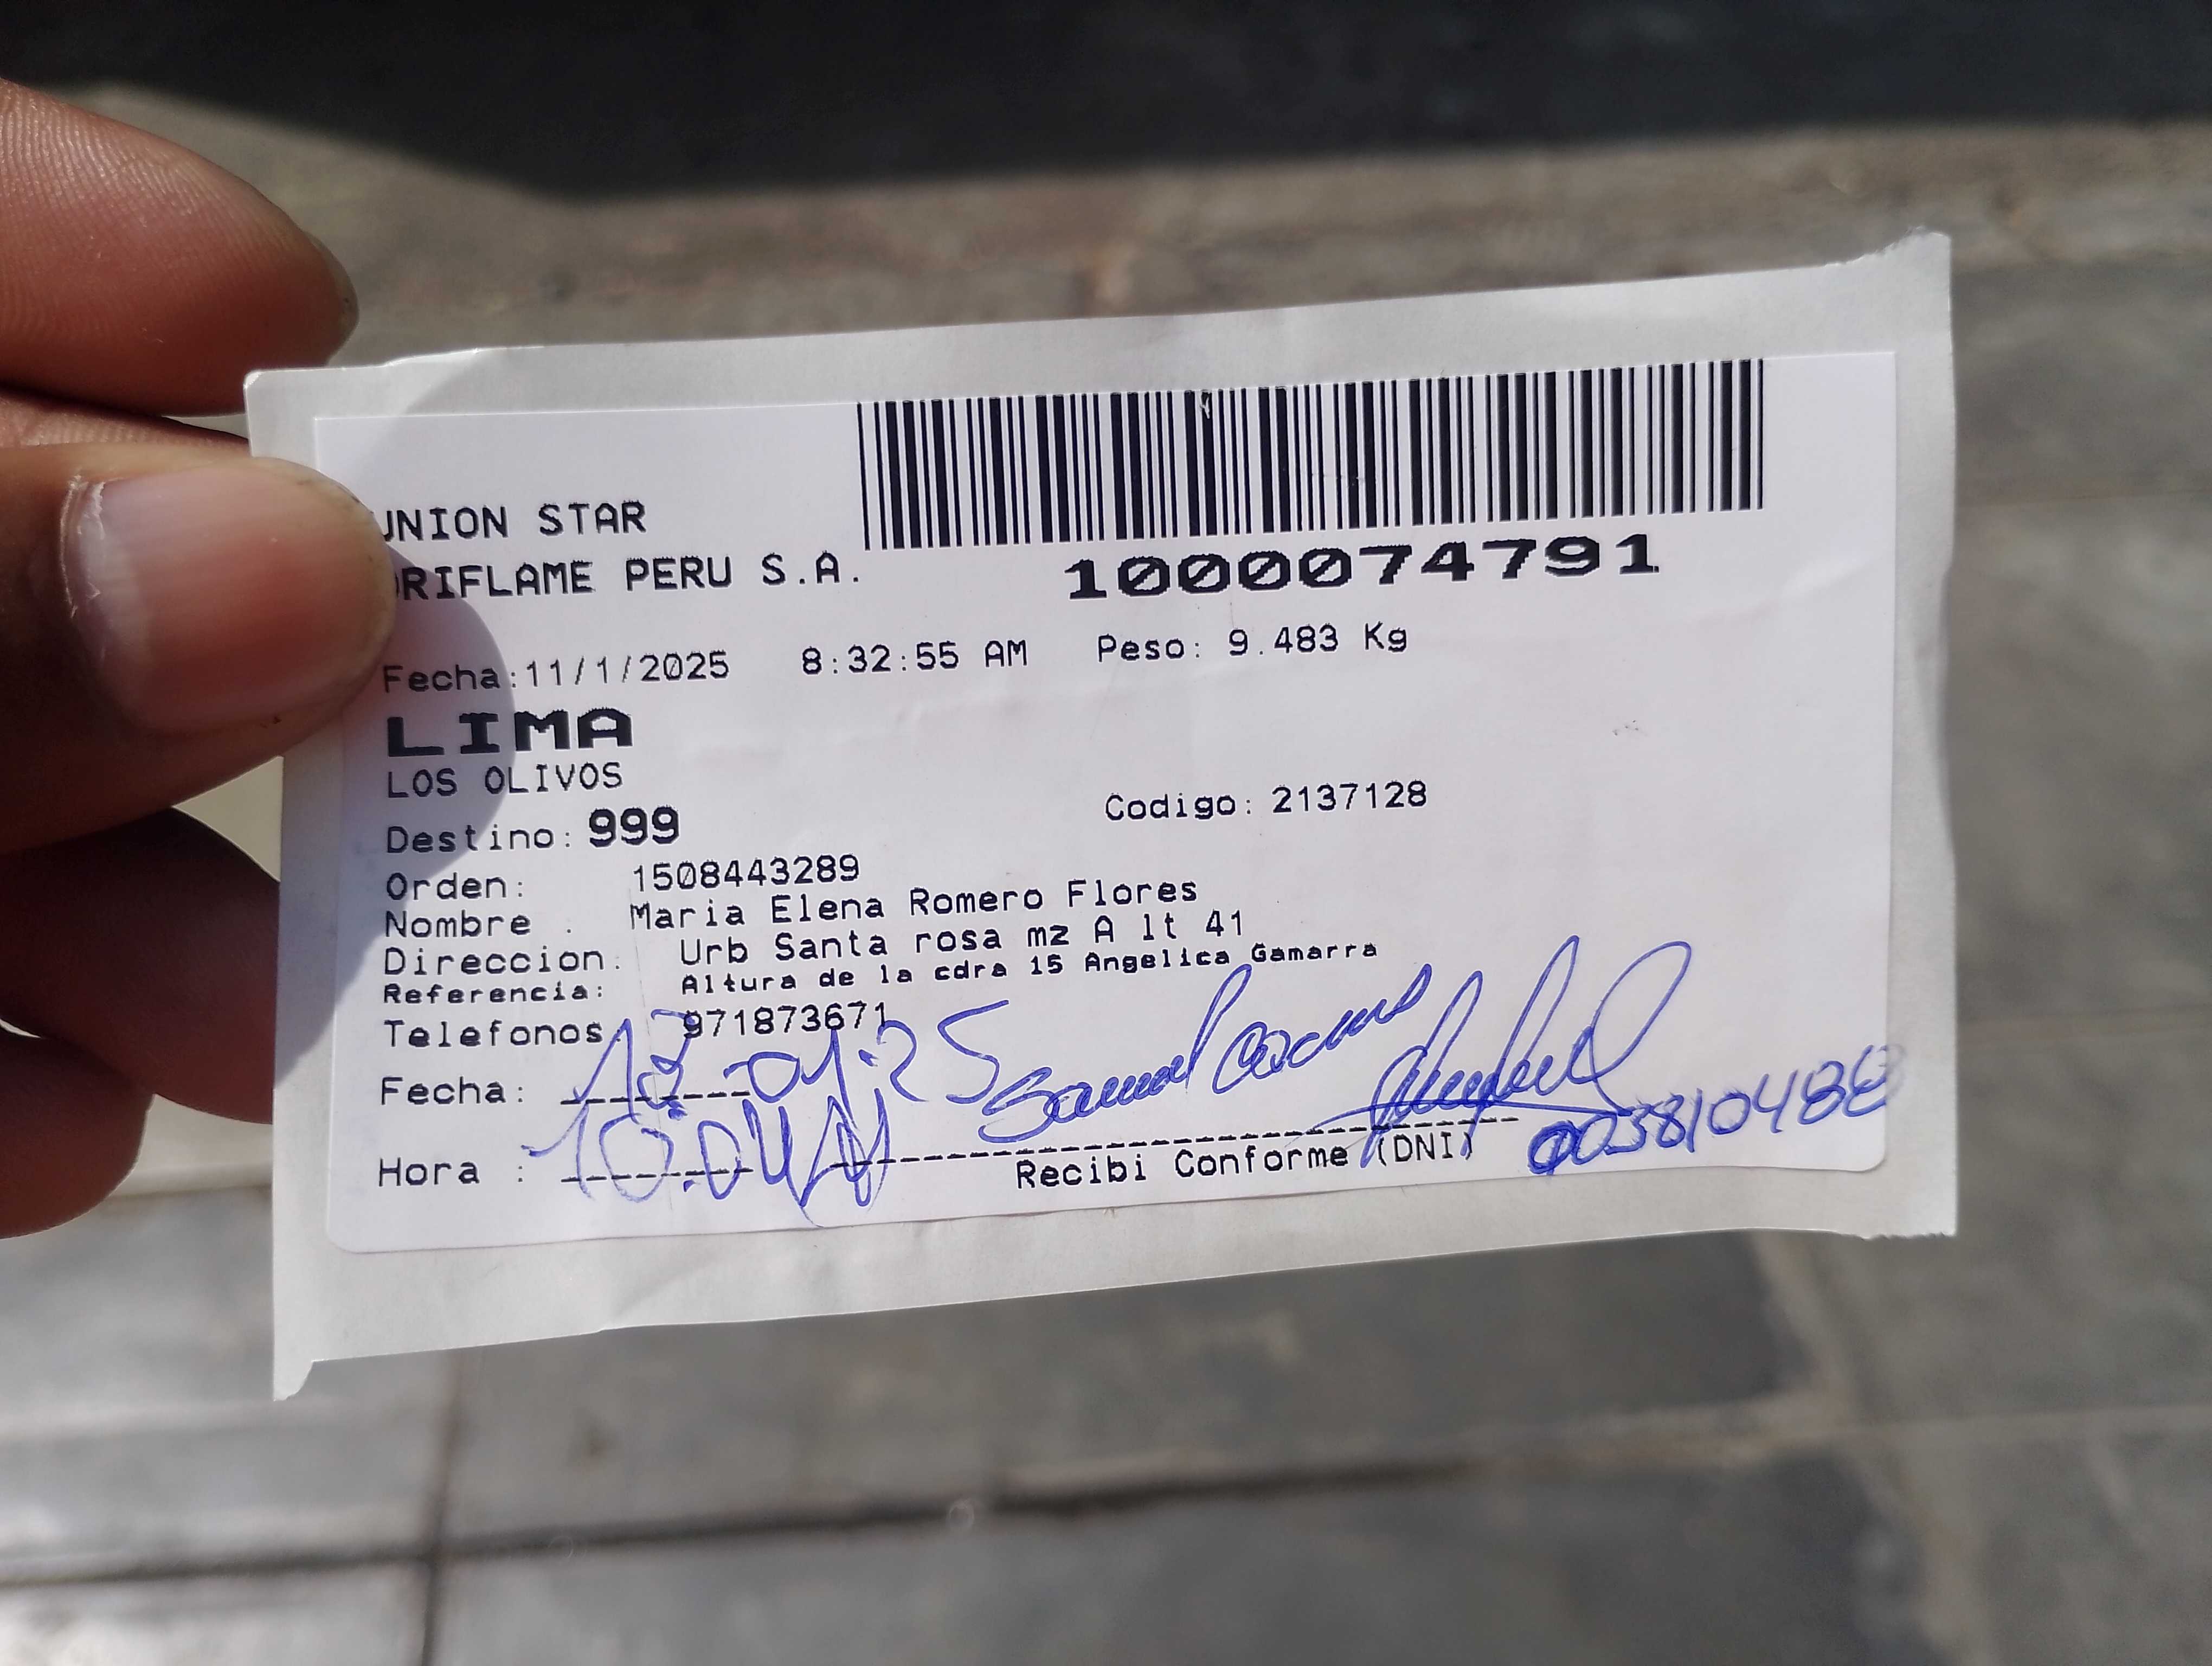 UNION STAR
ORIFLAME PERU S.A.
1000074791
Fecha:11/1/2025 8:32:55 AM Peso: 9.483 Kg
LIMA
LOS OLIVOS
Destino: 999 Codigo: 2137128
Orden: 1508443289
Nombre : Maria Elena Romero Flores
Direccion: Urb Santa rosa mz A lt 41
Referencia: Altura de la cdra 15 Angelica Gamarra
Telefonos: 971873671
Fecha:
Hora : 10:04
Recibi Conforme (DNI)